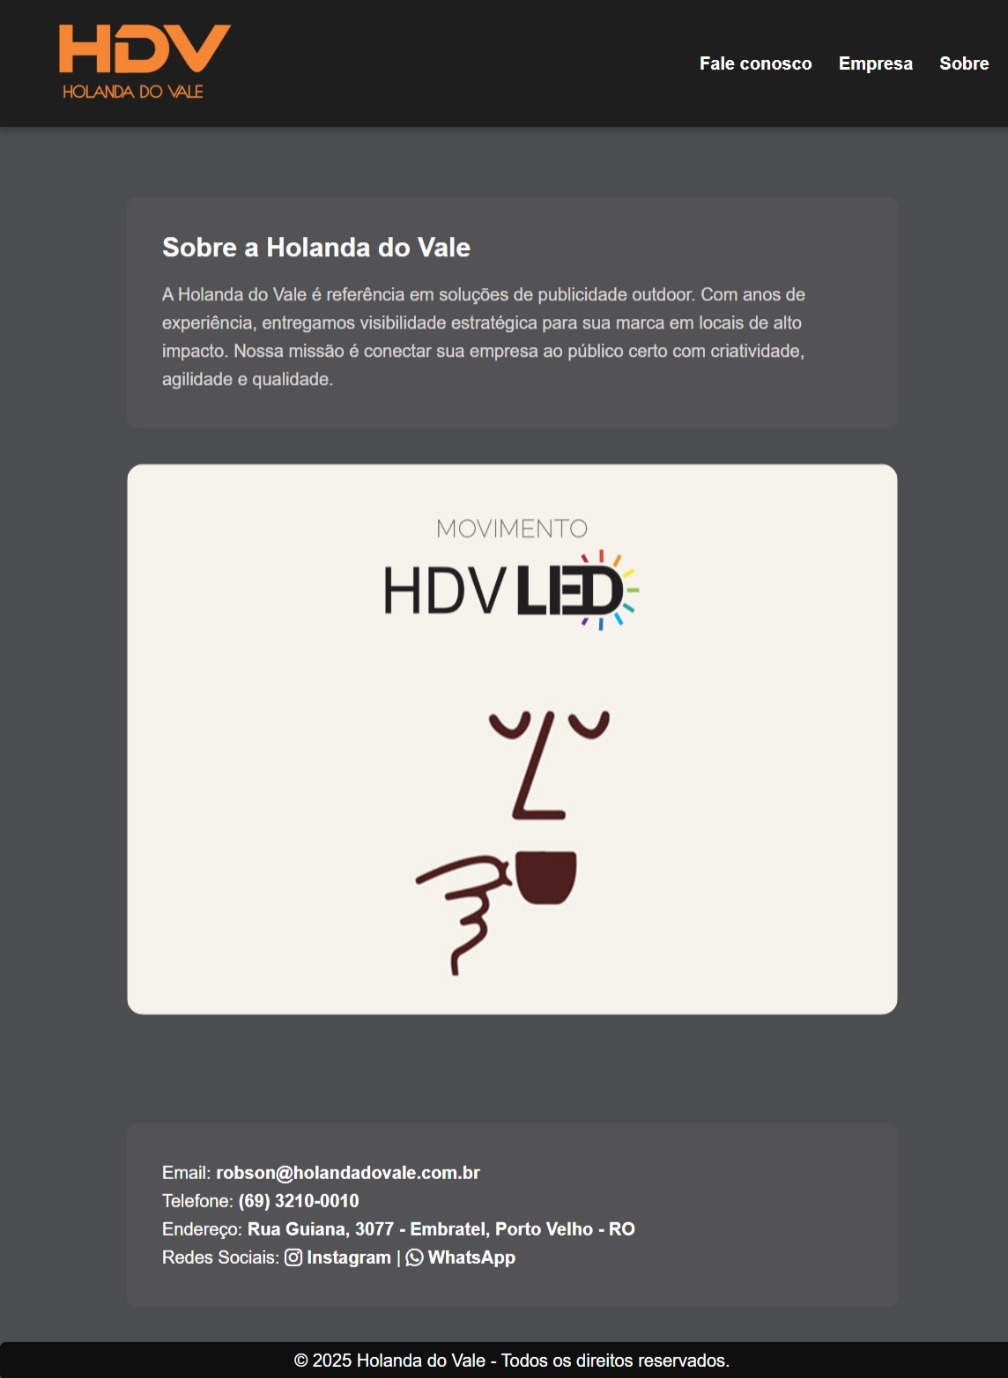 HDV
HOLANDA DO VALE
Fale conosco Empresa Sobre
Sobre a Holanda do Vale
A Holanda do Vale é referência em soluções de publicidade outdoor. Com anos de
experiência, entregamos visibilidade estratégica para sua marca em locais de alto
impacto. Nossa missão é conectar sua empresa ao público certo com criatividade,
agilidade e qualidade.
MOVIMENTO
HDV LED
Email: robson@holandadovale.com.br
Telefone: (69) 3210-0010
Endereço: Rua Guiana, 3077 - Embratel, Porto Velho - RO
Redes Sociais: Instagram | WhatsApp
© 2025 Holanda do Vale - Todos os direitos reservados.